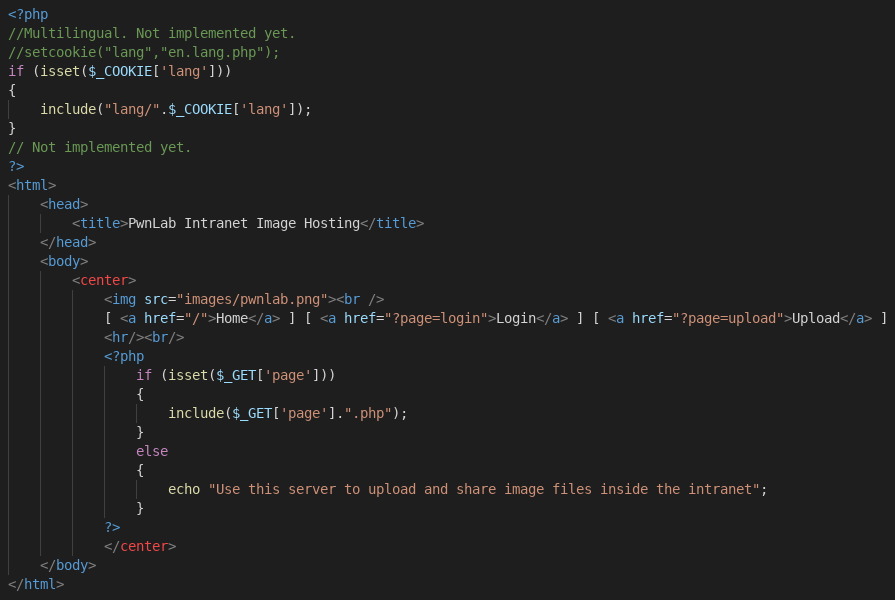 <?php
//Multilingual. Not implemented yet.
//setcookie("lang","en.lang.php");
if (isset($_COOKIE['lang']))
{
    include("lang/".$_COOKIE['lang']);
}
// Not implemented yet.
?>
<html>
    <head>
        <title>PwnLab Intranet Image Hosting</title>
    </head>
    <body>
        <center>
            <img src="images/pwnlab.png"><br />
            [ <a href="/">Home</a> ] [ <a href="?page=login">Login</a> ] [ <a href="?page=upload">Upload</a> ]
            <hr/><br/>
            <?php
                if (isset($_GET['page']))
                {
                    include($_GET['page'].".php");
                }
                else
                {
                    echo "Use this server to upload and share image files inside the intranet";
                }
            ?>
            </center>
    </body>
</html>